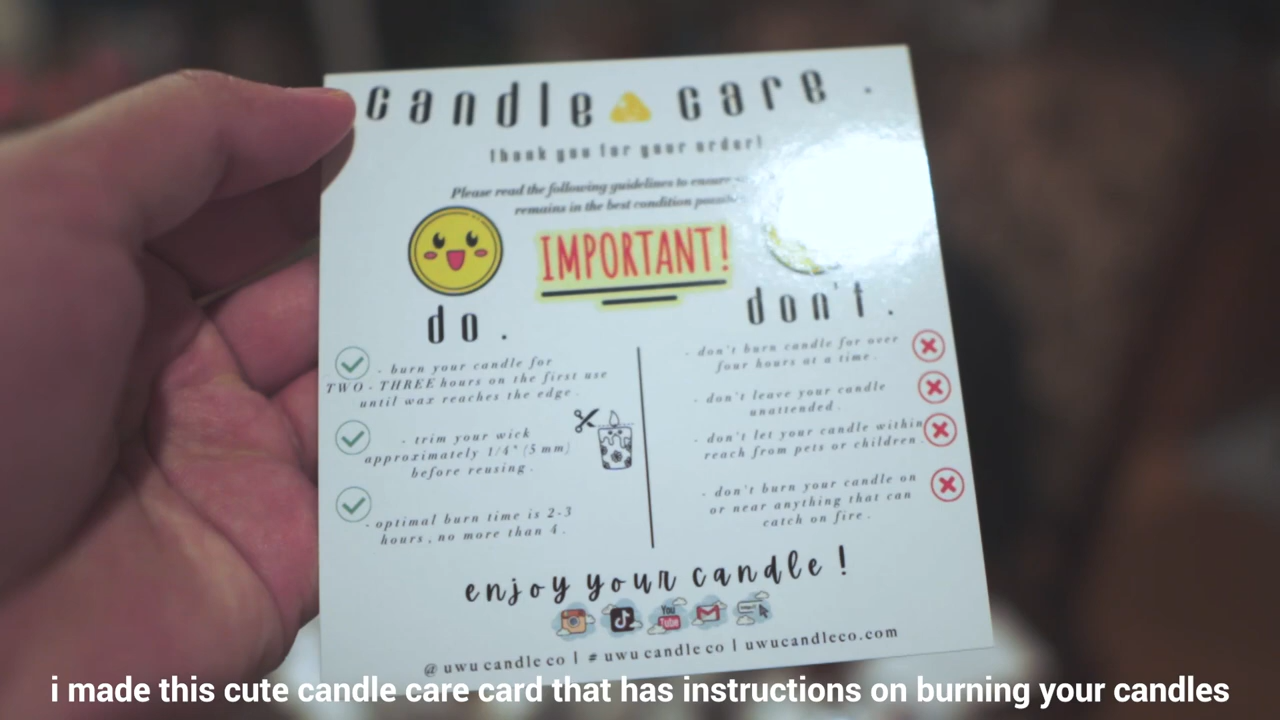 candle care.
thank you for your order!
Please read the following guidelines to ensure
remains in the best condition
IMPORTANT!
do.
- burn your candle for
TWO - THREE hours on the first use
until wax reaches the edge.
- trim your wick
approximately 1/4" (5 mm)
before reusing.
- optimal burn time is 2-3
hours, no more than 4.
don't.
- don't burn candle for over
four hours at a time.
- don't leave your candle
unattended.
- don't let your candle within
reach from pets or children.
- don't burn your candle on
or near anything that can
catch on fire.
enjoy your candle!
You
Tube
@ uwu candle co | # uwu candle co | uwucandleco.com
i made this cute candle care card that has instructions on burning your candles